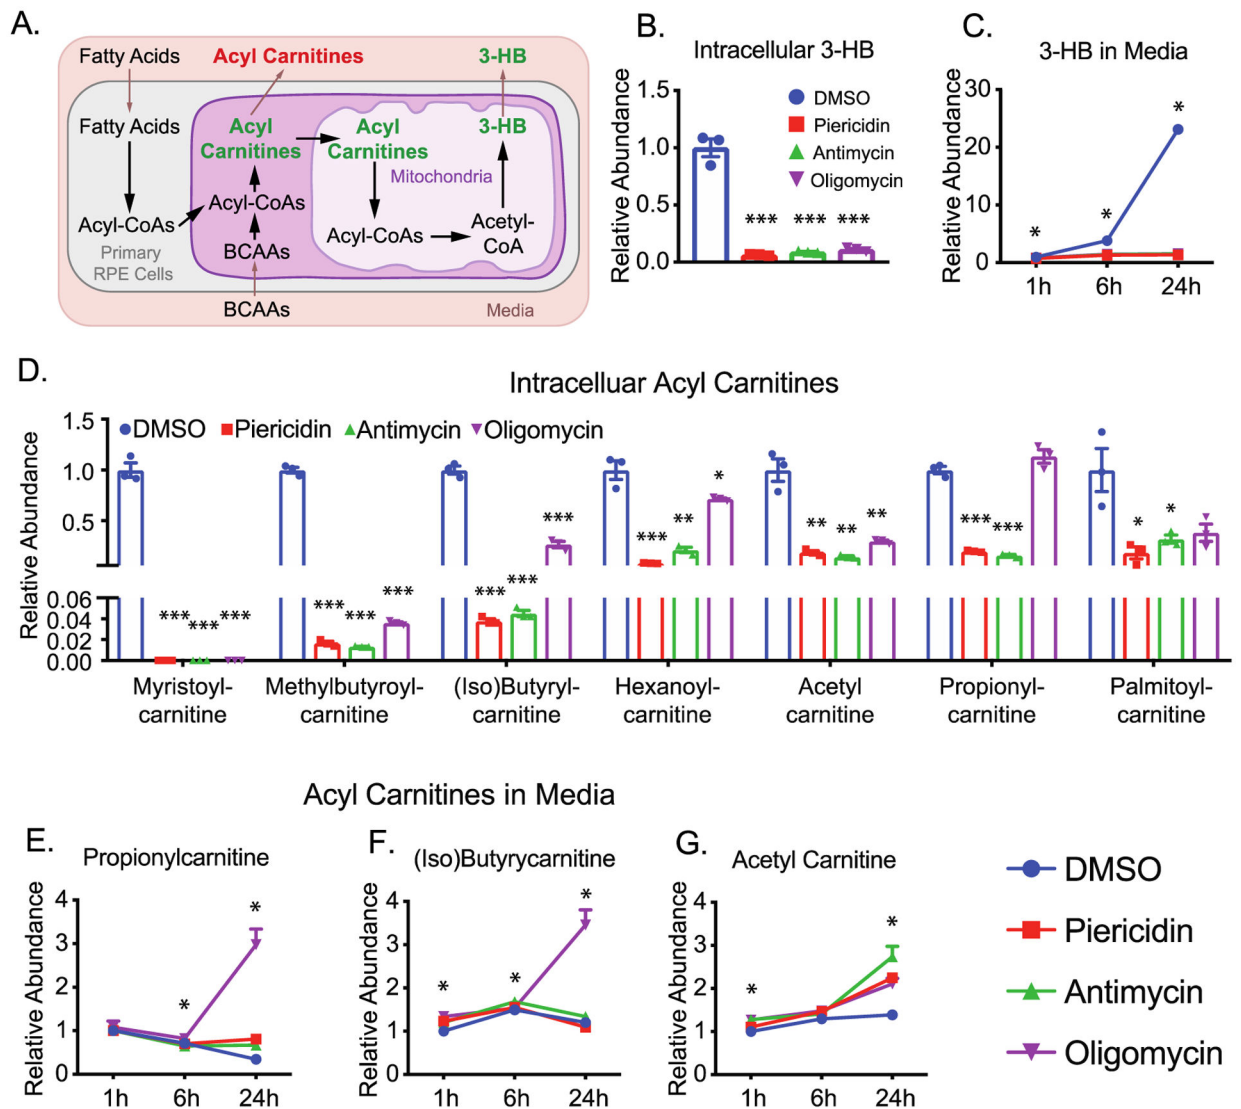 A.
Fatty Acids
Acyl Carnitines
3-HB
Fatty Acids
Acyl
Carnitines
Acyl
Carnitines
3-HB
Mitochondria
Acyl-CoAs
Acyl-CoAs
Acyl-CoAs
Acetyl-
CoA
Primary
RPE Cells
BCAAs
BCAAs
Media
B.
Intracellular 3-HB
Relative Abundance
1.5
1.0
0.5
0.0
DMSO
Piericidin
Antimycin
Oligomycin
*** *** ***
C.
3-HB in Media
Relative Abundance
30
20
10
0
* * *
1h 6h 24h
D.
Intracelluar Acyl Carnitines
DMSO Piericidin Antimycin Oligomycin
Relative Abundance
1.5
1.0
0.5
0.06
0.04
0.02
0.00
*** *** ***
*** *** ***
*** *** ***
*** ** *
** ** **
*** ***
* *
Myristoyl-
carnitine
Methylbutyroyl-
carnitine
(Iso)Butyryl-
carnitine
Hexanoyl-
carnitine
Acetyl
carnitine
Propionyl-
carnitine
Palmitoyl-
carnitine
Acyl Carnitines in Media
E.
Propionylcarnitine
Relative Abundance
4
3
2
1
0
* *
1h 6h 24h
F.
(Iso)Butyrycarnitine
Relative Abundance
4
3
2
1
0
* * *
1h 6h 24h
G.
Acetyl Carnitine
Relative Abundance
4
3
2
1
0
* *
1h 6h 24h
DMSO
Piericidin
Antimycin
Oligomycin